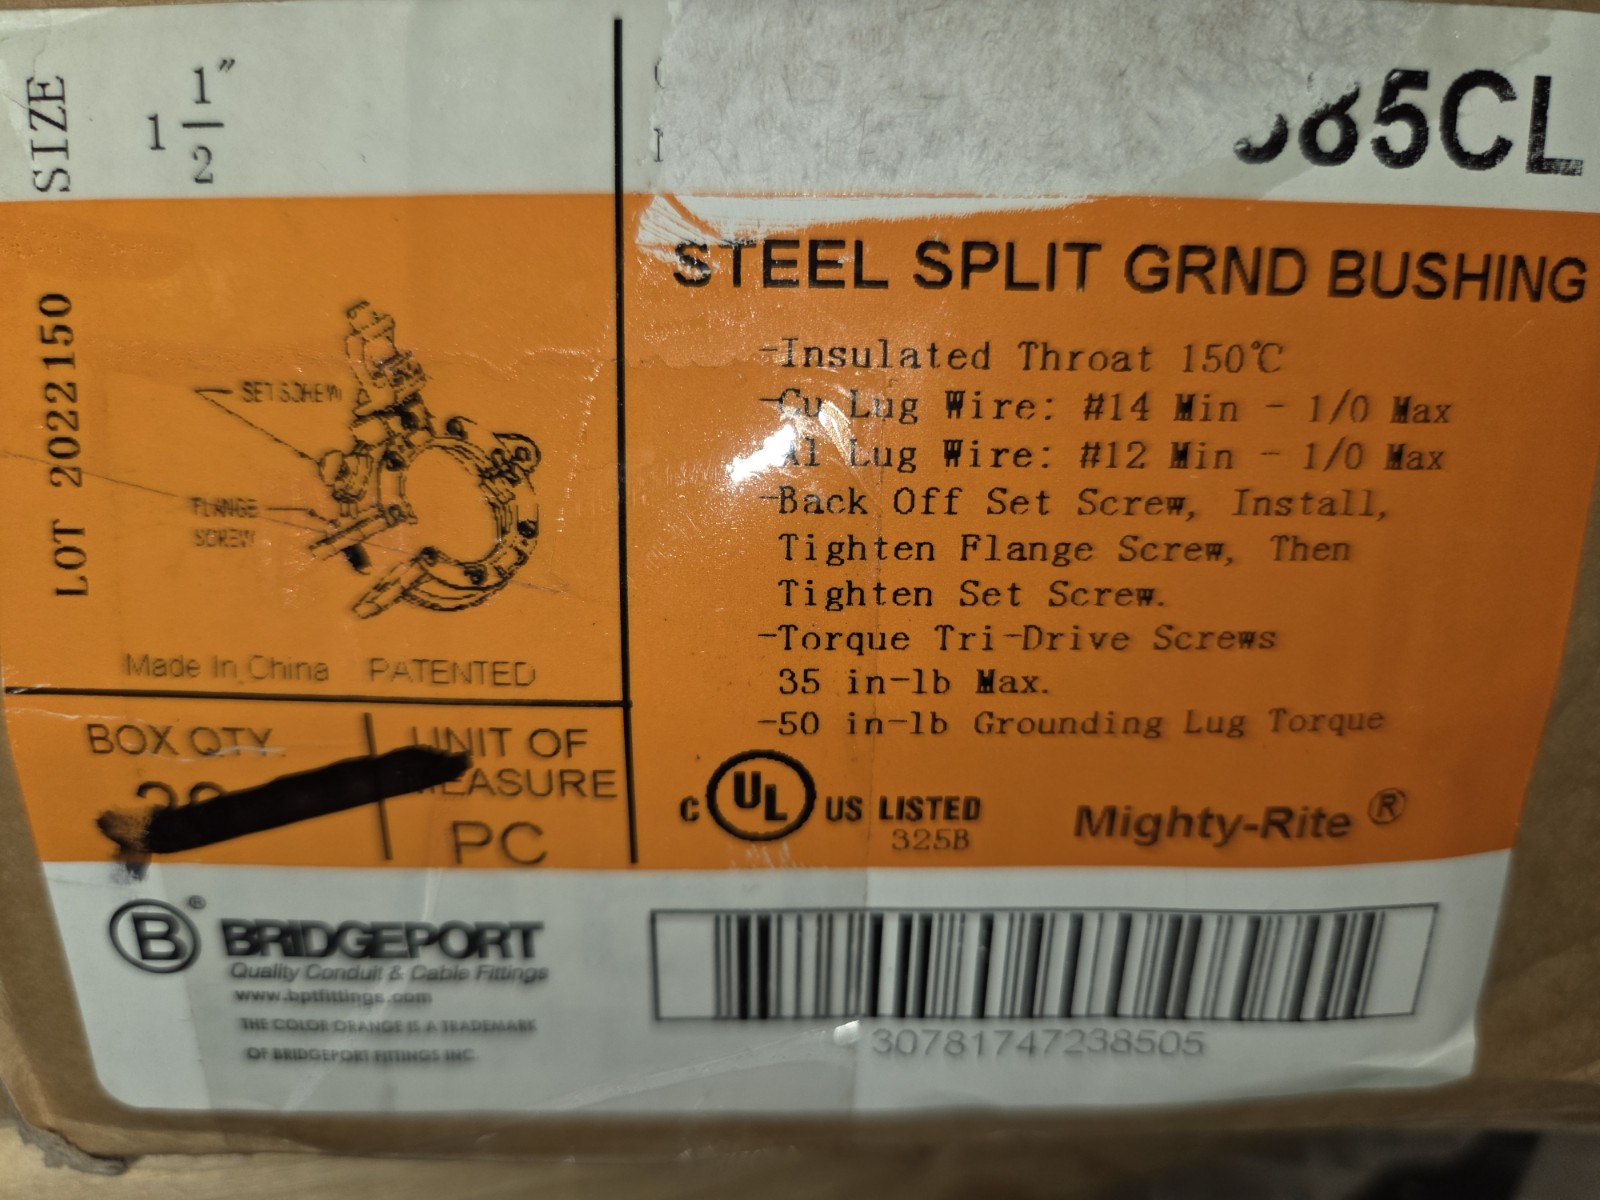 SIZE
1 1/2"
85CL
STEEL SPLIT GRND BUSHING
-Insulated Throat 150°C
-Cu Lug Wire: #14 Min - 1/0 Max
Al Lug Wire: #12 Min - 1/0 Max
-Back Off Set Screw, Install,
Tighten Flange Screw, Then
Tighten Set Screw.
-Torque Tri-Drive Screws
35 in-lb Max.
-50 in-lb Grounding Lug Torque
LOT 2022150
SET SCREW
FLANGE
SCREW
Made In China PATENTED
BOX QTY.
UNIT OF
MEASURE
PC
C UL US LISTED
325B
Mighty-Rite ®
B ® BRIDGEPORT
Quality Conduit & Cable Fittings
www.bptfittings.com
THE COLOR ORANGE IS A TRADEMARK
OF BRIDGEPORT FITTINGS INC.
30781747238505